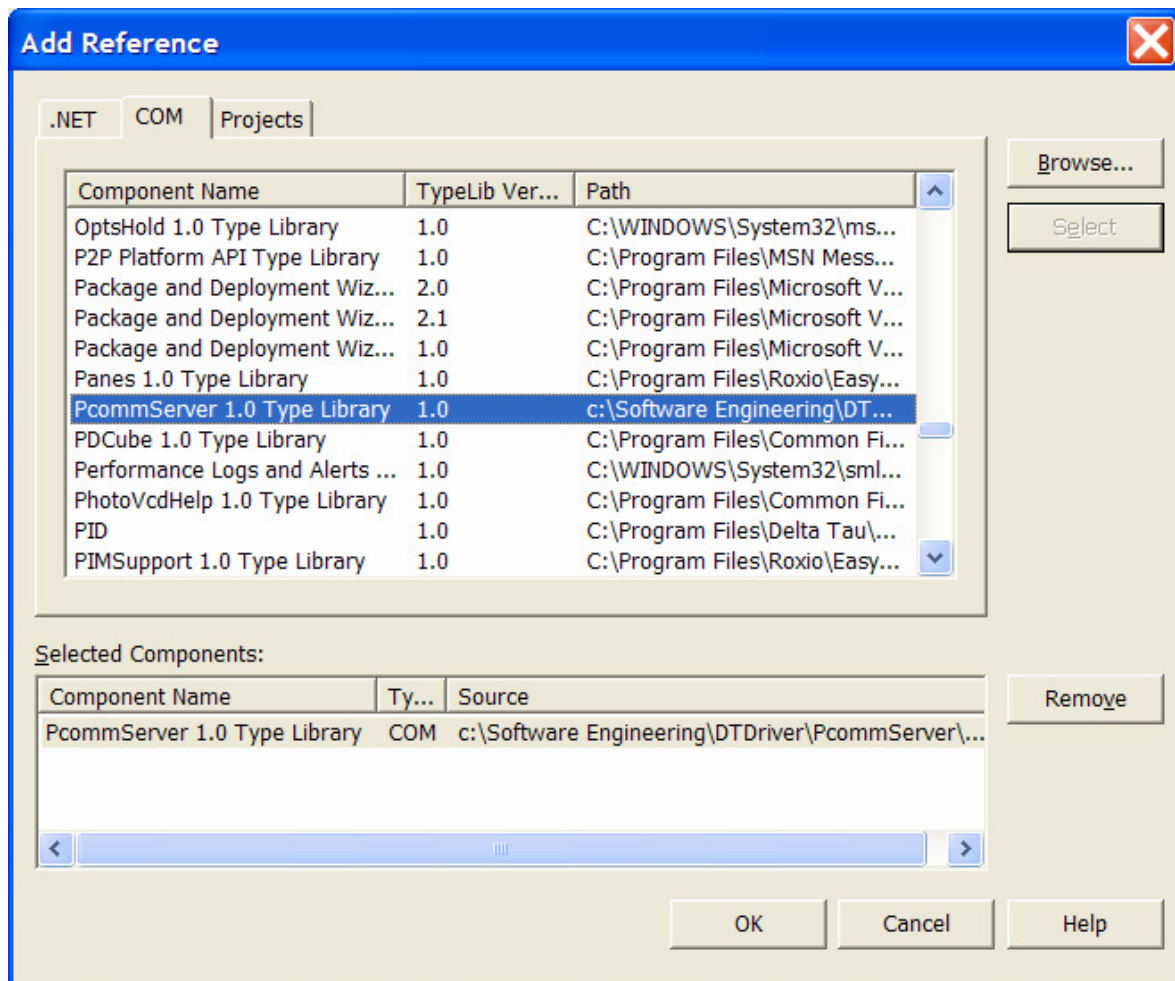 Add Reference
.NET COM Projects
Browse...
Component Name TypeLib Ver... Path
Select
OptsHold 1.0 Type Library 1.0 C:\WINDOWS\System32\ms...
P2P Platform API Type Library 1.0 C:\Program Files\MSN Mess...
Package and Deployment Wiz... 2.0 C:\Program Files\Microsoft V...
Package and Deployment Wiz... 2.1 C:\Program Files\Microsoft V...
Package and Deployment Wiz... 1.0 C:\Program Files\Microsoft V...
Panes 1.0 Type Library 1.0 C:\Program Files\Roxio\Easy...
PcommServer 1.0 Type Library 1.0 c:\Software Engineering\DT...
PDCube 1.0 Type Library 1.0 C:\Program Files\Common Fi...
Performance Logs and Alerts ... 1.0 C:\WINDOWS\System32\sml...
PhotoVcdHelp 1.0 Type Library 1.0 C:\Program Files\Common Fi...
PID 1.0 C:\Program Files\Delta Tau\...
PIMSupport 1.0 Type Library 1.0 C:\Program Files\Roxio\Easy...
Selected Components:
Component Name Ty... Source
Remove
PcommServer 1.0 Type Library COM c:\Software Engineering\DTDriver\PcommServer\...
OK Cancel Help